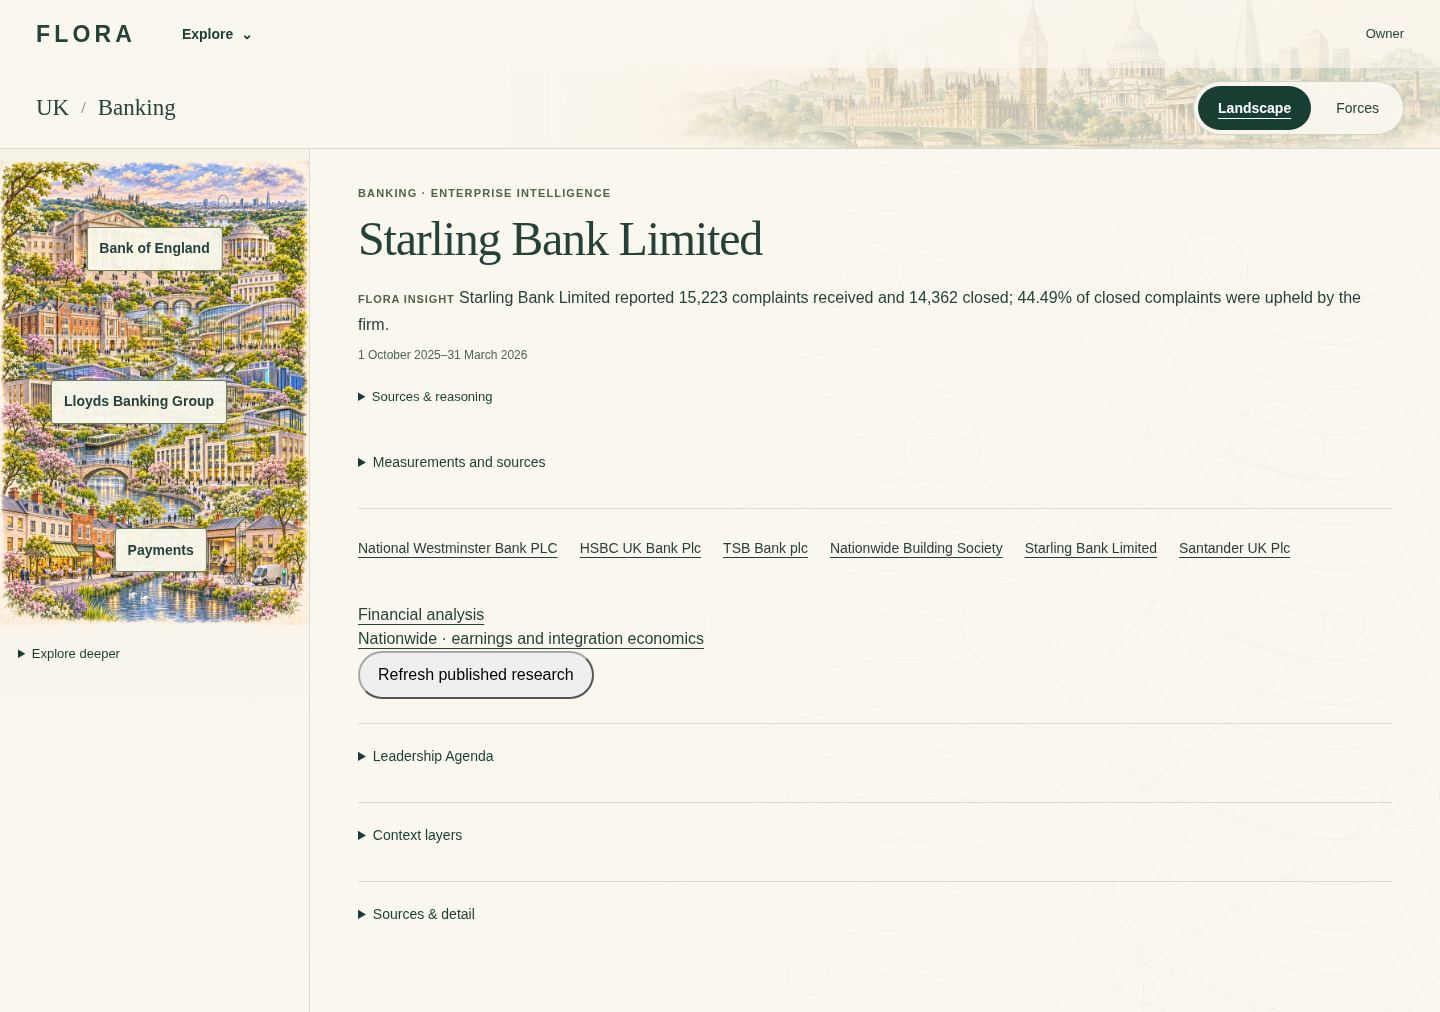 FLORA
Explore
Owner
UK / Banking
Landscape
Forces
Bank of England
Lloyds Banking Group
Payments
Explore deeper
BANKING · ENTERPRISE INTELLIGENCE
Starling Bank Limited
FLORA INSIGHT Starling Bank Limited reported 15,223 complaints received and 14,362 closed; 44.49% of closed complaints were upheld by the
firm.
1 October 2025–31 March 2026
Sources & reasoning
Measurements and sources
National Westminster Bank PLC HSBC UK Bank Plc TSB Bank plc Nationwide Building Society Starling Bank Limited Santander UK Plc
Financial analysis
Nationwide · earnings and integration economics
Refresh published research
Leadership Agenda
Context layers
Sources & detail